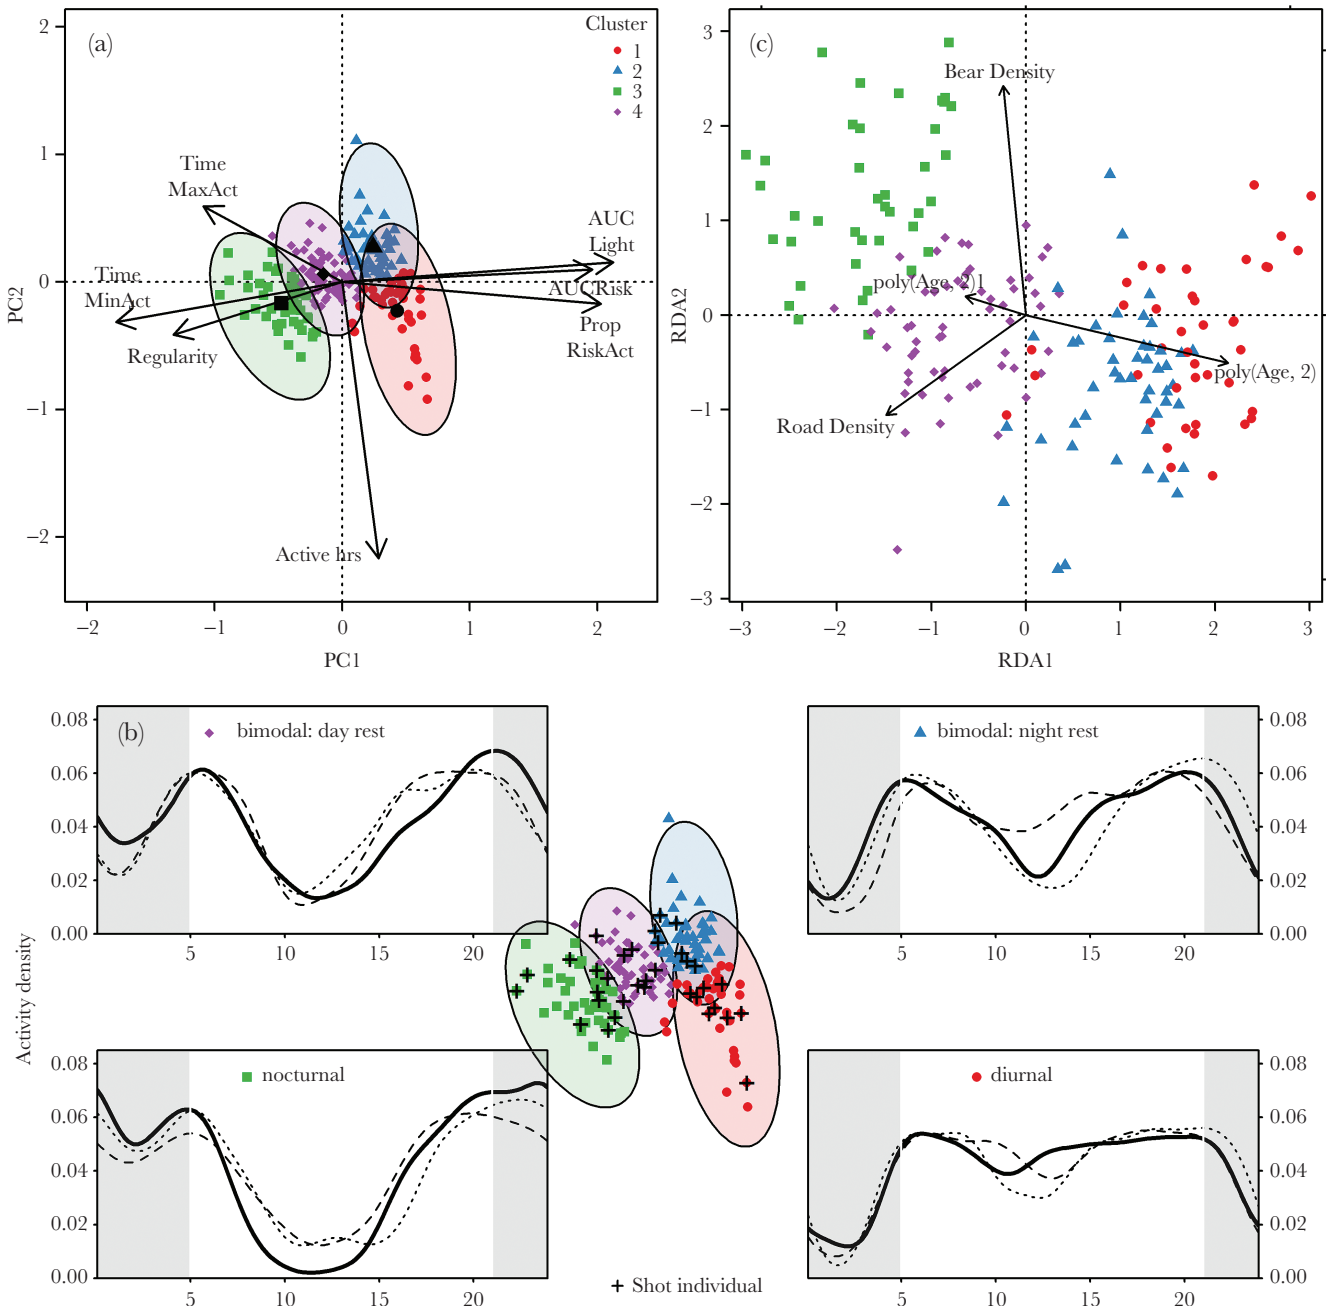 (a)
Cluster
1
2
3
4
Time
MaxAct
AUC
Light
Time
MinAct
AUCRisk
Prop
RiskAct
Regularity
Active hrs
2
1
0
−1
−2
PC2
−2
−1
0
1
2
PC1
(c)
Bear Density
poly(Age, 2)1
poly(Age, 2)
Road Density
3
2
1
0
−1
−2
−3
RDA2
−3
−2
−1
0
1
2
3
RDA1
(b)
bimodal: day rest
0.08
0.06
0.04
0.02
0.00
5
10
15
20
bimodal: night rest
0.08
0.06
0.04
0.02
0.00
5
10
15
20
Activity density
nocturnal
0.08
0.06
0.04
0.02
0.00
5
10
15
20
diurnal
0.08
0.06
0.04
0.02
0.00
5
10
15
20
Shot individual